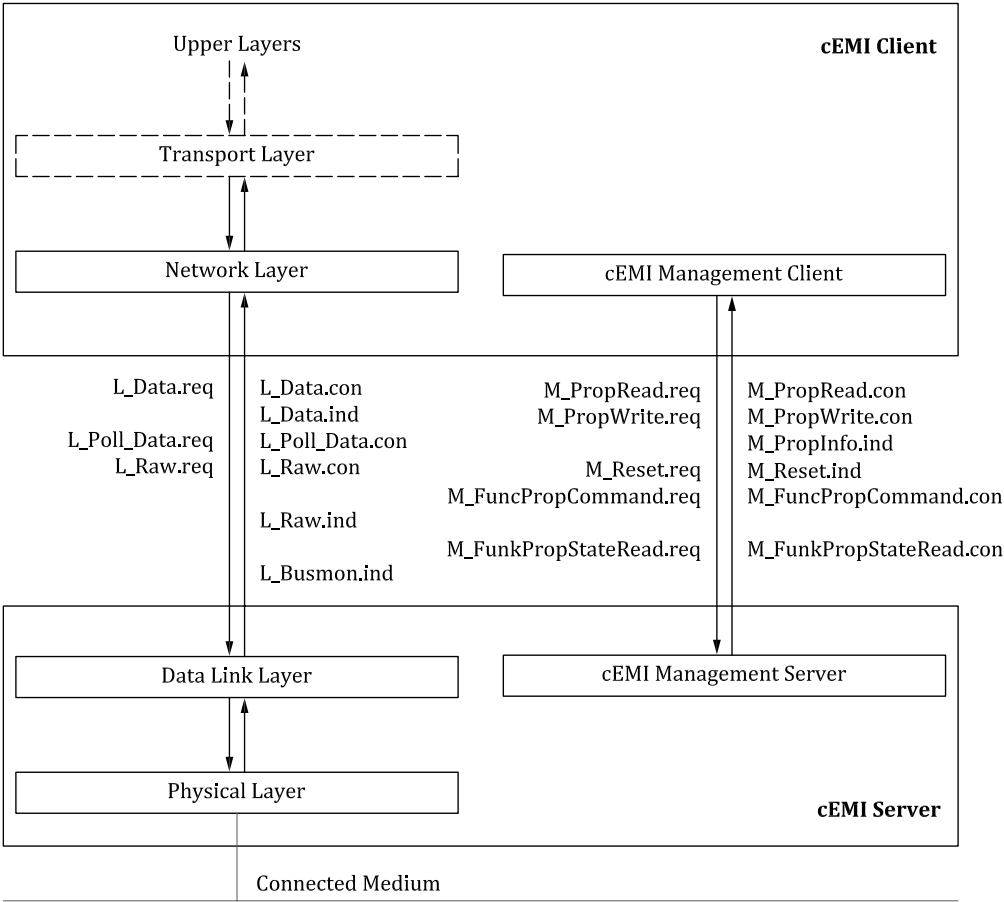 Upper Layers
cEMI Client
Transport Layer
Network Layer
cEMI Management Client
L_Data.req
L_Poll_Data.req
L_Raw.req
L_Data.con
L_Data.ind
L_Poll_Data.con
L_Raw.con
L_Raw.ind
L_Busmon.ind
M_PropRead.req
M_PropWrite.req
M_Reset.req
M_FuncPropCommand.req
M_FunkPropStateRead.req
M_PropRead.con
M_PropWrite.con
M_PropInfo.ind
M_Reset.ind
M_FuncPropCommand.con
M_FunkPropStateRead.con
Data Link Layer
cEMI Management Server
Physical Layer
cEMI Server
Connected Medium